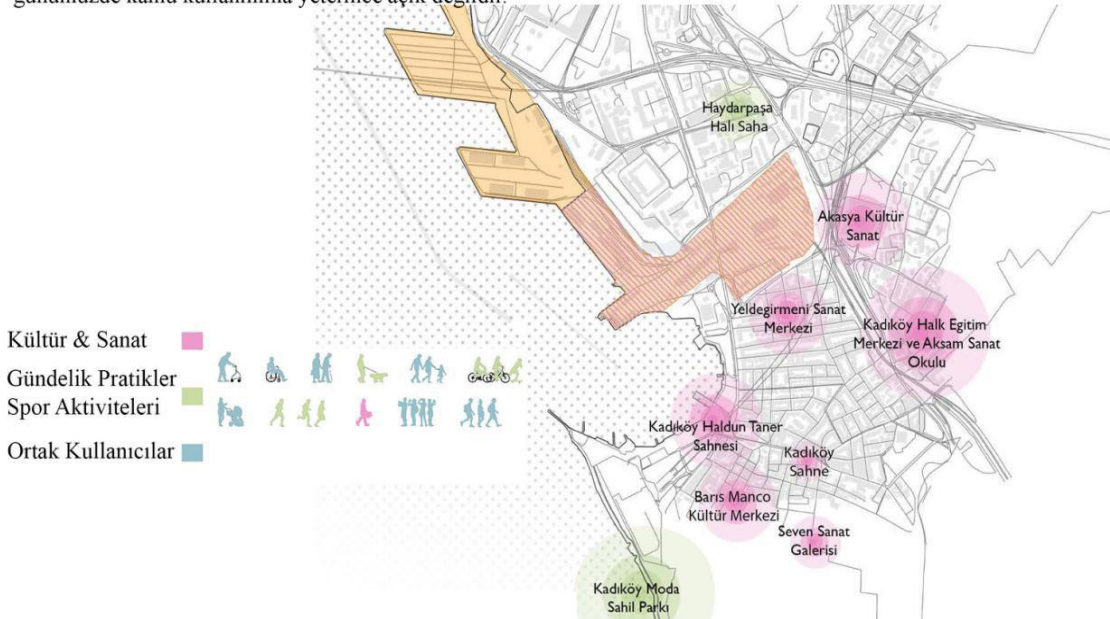 günümüzde kamu kullanımına yeterince açık değildir.
Haydarpaşa
Halı Saha
Akasya Kültür
Sanat
Yeldegirmeni Sanat
Merkezi
Kadıköy Halk Egitim
Merkezi ve Aksam Sanat
Okulu
Kültür & Sanat
Gündelik Pratikler
Spor Aktiviteleri
Ortak Kullanıcılar
Kadıköy Haldun Taner
Sahnesi
Kadıköy
Sahne
Barıs Manco
Kültür Merkezi
Seven Sanat
Galerisi
Kadıköy Moda
Sahil Parkı